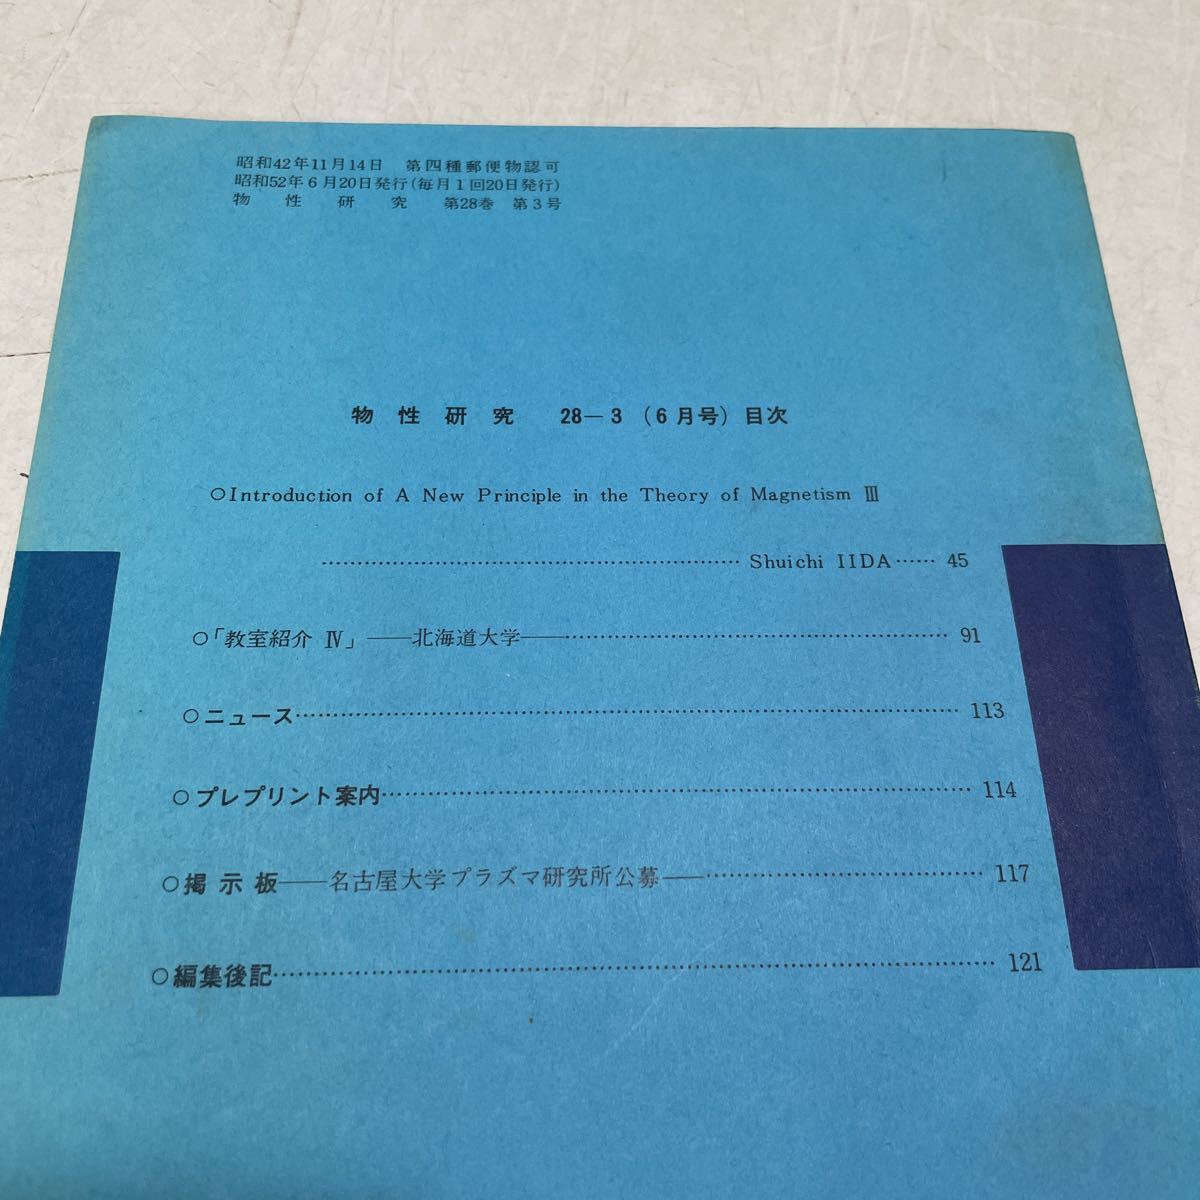 昭和42年11月14日 第四種郵便物認可
昭和52年6月20日発行(毎月1回20日発行)
物性研究 第28巻 第3号
物性研究 28—3 (6月号) 目次
○Introduction of A New Principle in the Theory of Magnetism Ⅲ
…………………………………………………… Shuichi IIDA…… 45
○「教室紹介 Ⅳ」——北海道大学——………………………………………… 91
○ニュース………………………………………………………………………… 113
○プレプリント案内……………………………………………………………… 114
○掲示板——名古屋大学プラズマ研究所公募——…………………………… 117
○編集後記………………………………………………………………………… 121